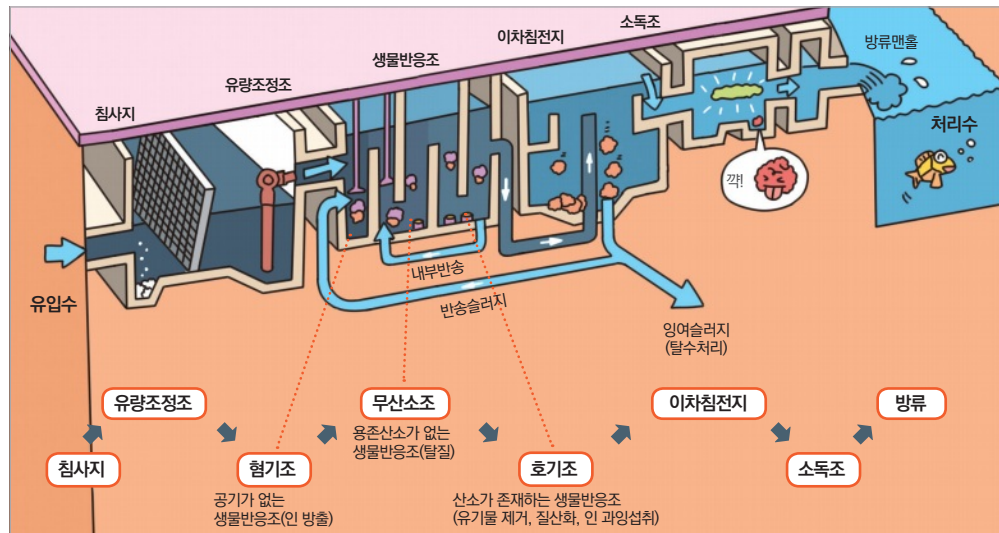 침사지
유량조정조
생물반응조
이차침전지
소독조
방류맨홀
처리수
꺅!
유입수
내부반송
반송슬러지
잉여슬러지
(탈수처리)
침사지
유량조정조
혐기조
공기가 없는
생물반응조(인 방출)
무산소조
용존산소가 없는
생물반응조(탈질)
호기조
산소가 존재하는 생물반응조
(유기물 제거, 질산화, 인 과잉섭취)
이차침전지
소독조
방류